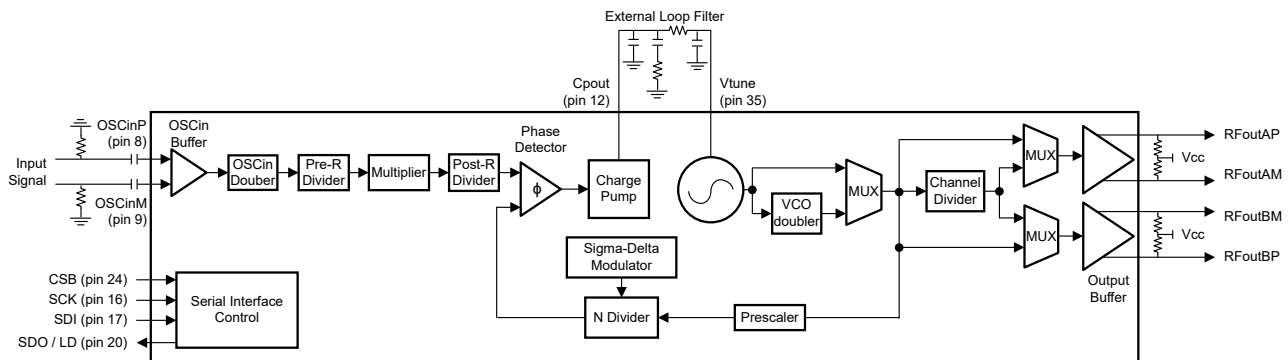 External Loop Filter
Cpout
(pin 12)
Vtune
(pin 35)
OSCinP
(pin 8)
OSCin
Buffer
Input
Signal
OSCinM
(pin 9)
OSCin
Douber
Pre-R
Divider
Multiplier
Post-R
Divider
Phase
Detector
ϕ
Charge
Pump
VCO
doubler
MUX
Channel
Divider
MUX
MUX
RFoutAP
Vcc
RFoutAM
RFoutBM
Vcc
RFoutBP
Output
Buffer
Sigma-Delta
Modulator
N Divider
Prescaler
CSB (pin 24)
SCK (pin 16)
SDI (pin 17)
SDO / LD (pin 20)
Serial Interface
Control